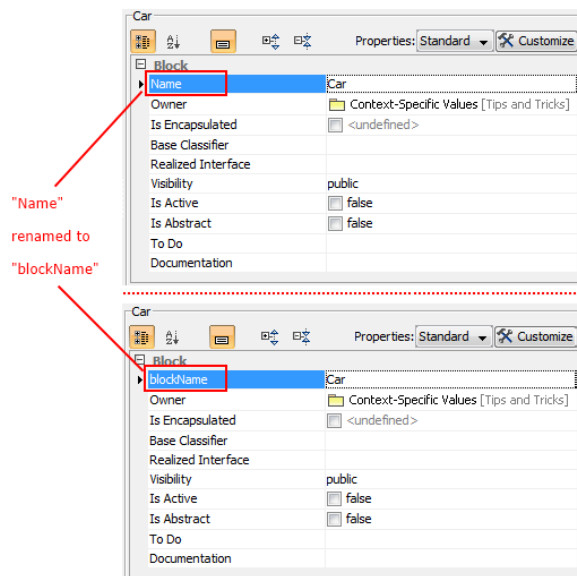 Car
Properties: Standard Customize
Block
Name Car
Owner Context-Specific Values [Tips and Tricks]
Is Encapsulated <undefined>
Base Classifier
Realized Interface
Visibility public
Is Active false
Is Abstract false
To Do
Documentation
"Name"
renamed to
"blockName"
Car
Properties: Standard Customize
Block
blockName Car
Owner Context-Specific Values [Tips and Tricks]
Is Encapsulated <undefined>
Base Classifier
Realized Interface
Visibility public
Is Active false
Is Abstract false
To Do
Documentation